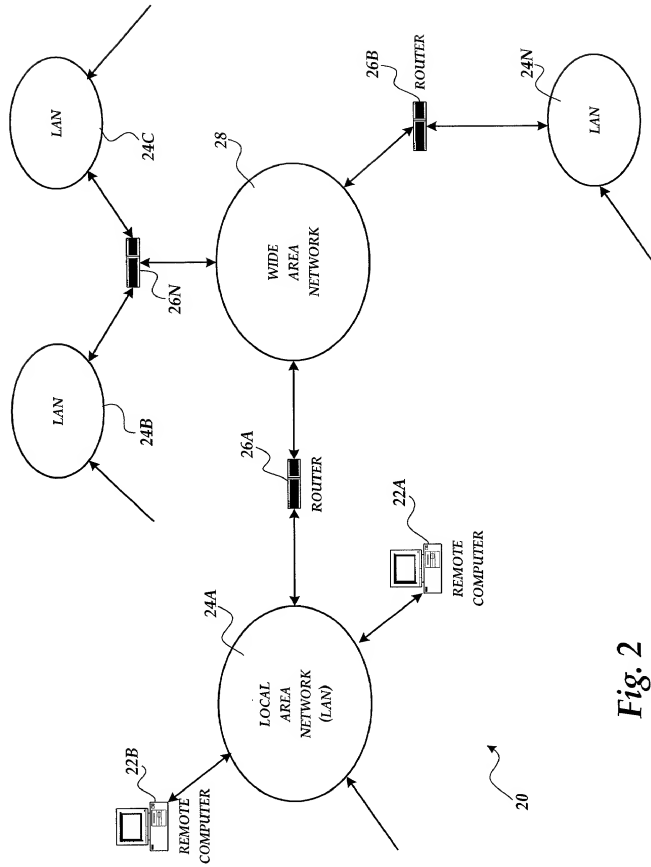 22B
REMOTE
COMPUTER
24A
LOCAL
AREA
NETWORK
(LAN)
22A
REMOTE
COMPUTER
26A
ROUTER
LAN
24B
26N
LAN
24C
28
WIDE
AREA
NETWORK
26B
ROUTER
24N
LAN
20
Fig. 2